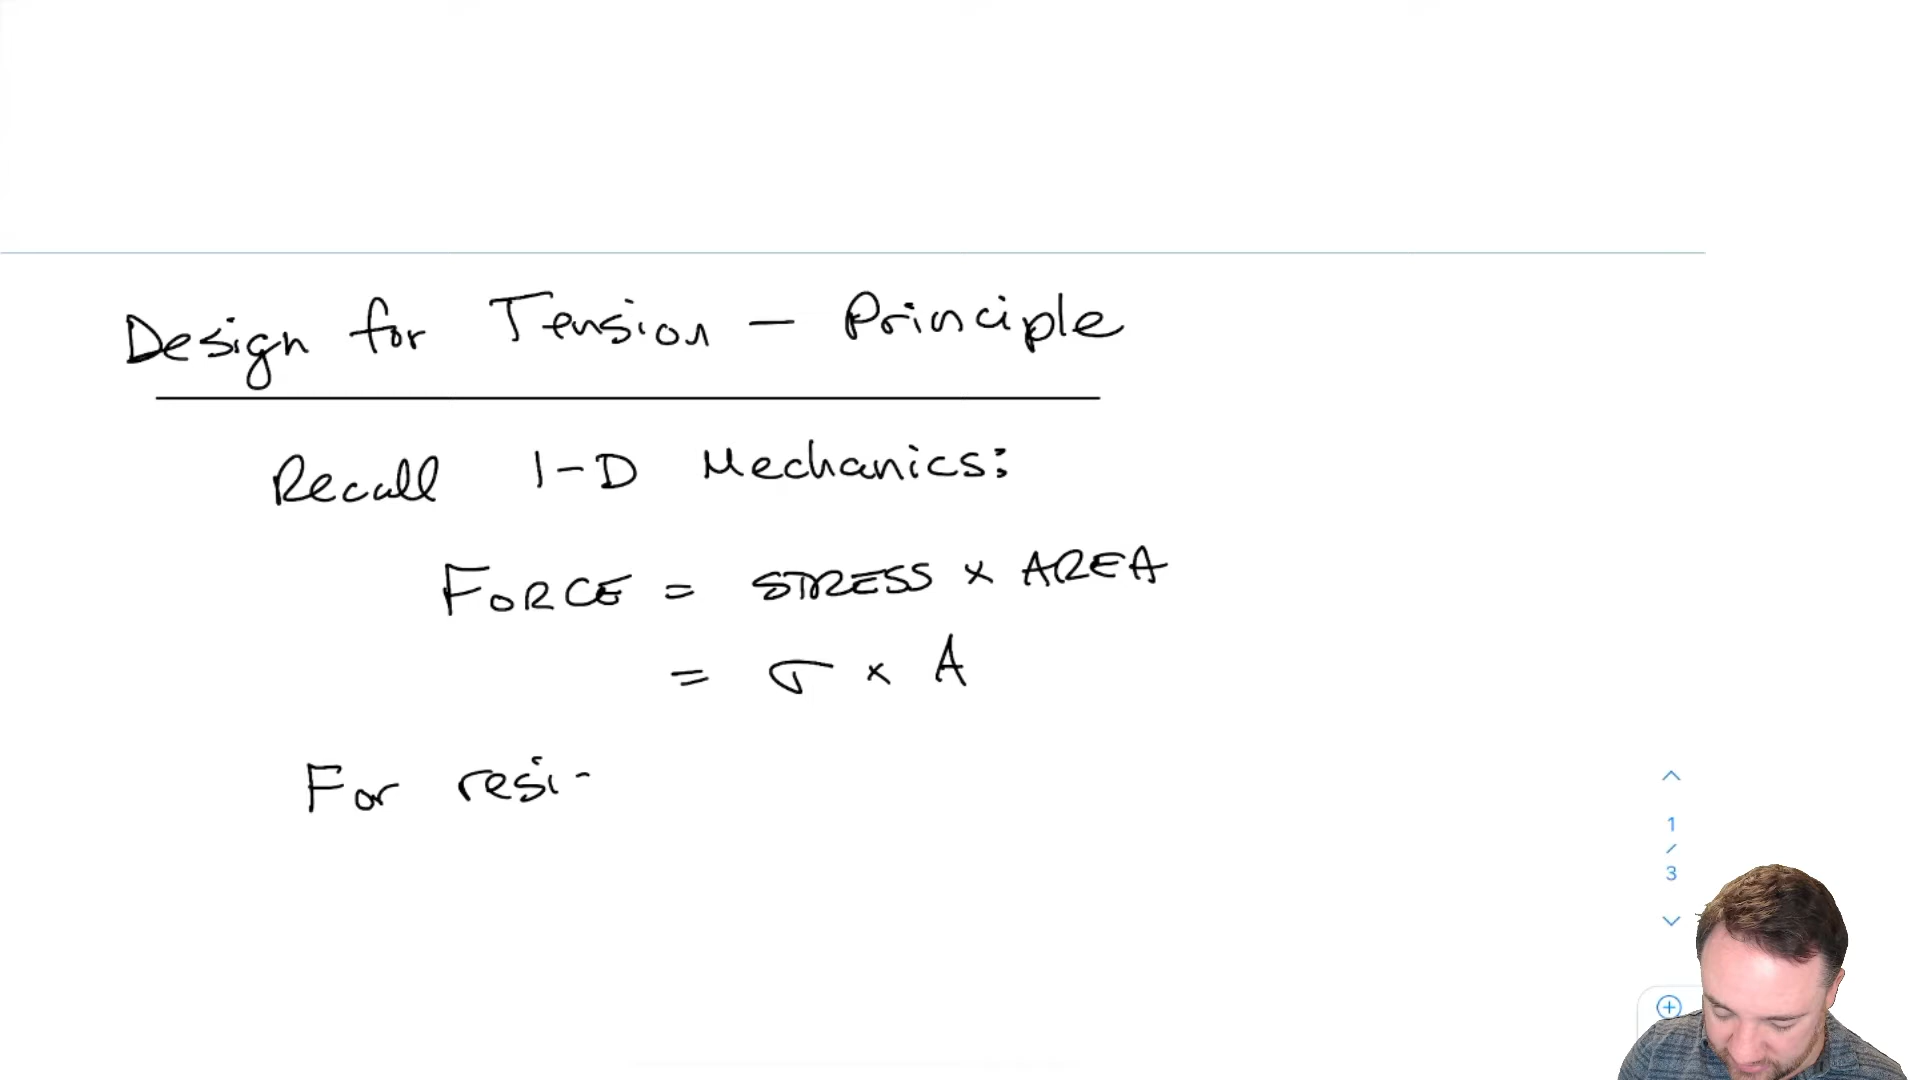 Design for Tension – Principle
Recall 1-D Mechanics:
FORCE = STRESS × AREA
= σ × A
For resi-
1
/
3